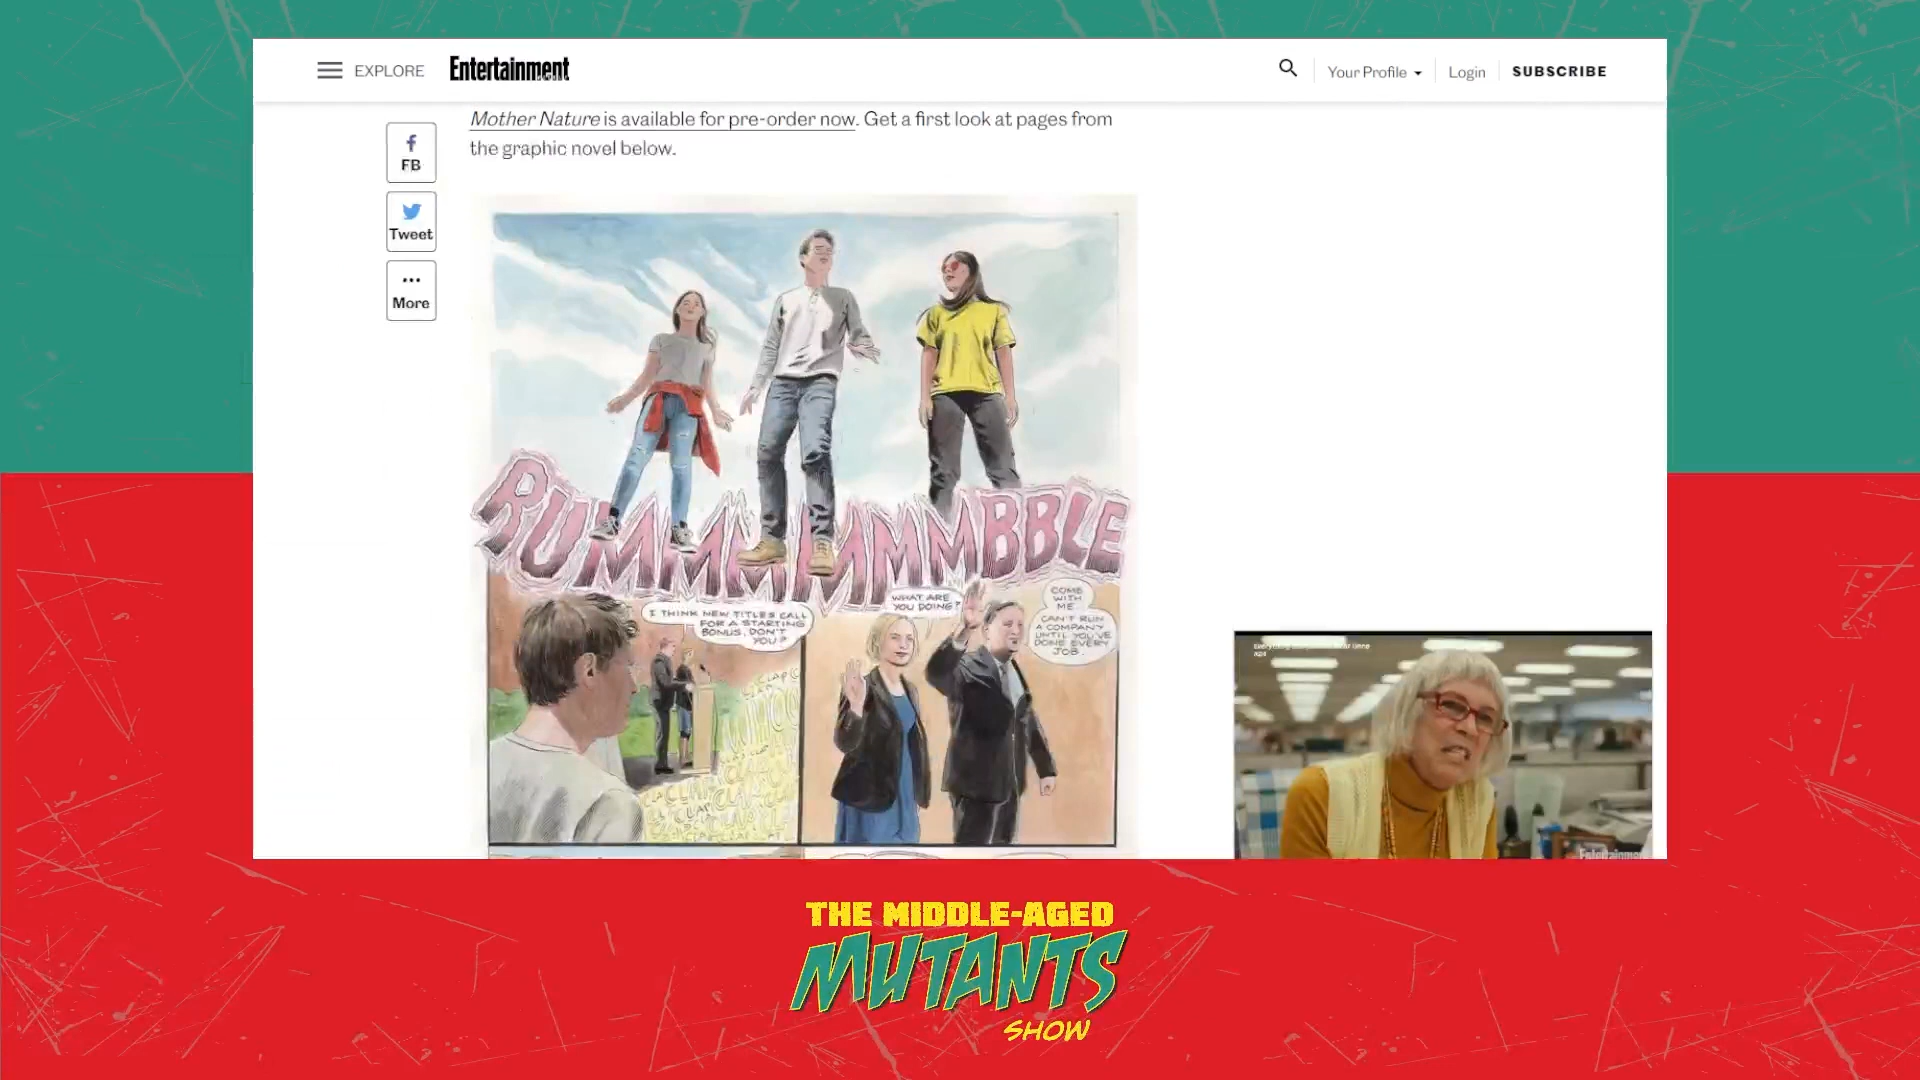 EXPLORE
Entertainment
Your Profile
Login
SUBSCRIBE
Mother Nature is available for pre-order now. Get a first look at pages from
the graphic novel below.
FB
Tweet
More
RUMMMMMMBBLE
I THINK NEW TITLES CALL
FOR A STARTING
BONUS, DON'T
YOU?
WHAT ARE
YOU DOING?
COME
WITH
ME.
CAN'T RUN
A COMPANY
UNTIL YOU'VE
DONE EVERY
JOB.
A24
Entertainment
THE MIDDLE-AGED
MUTANTS
SHOW